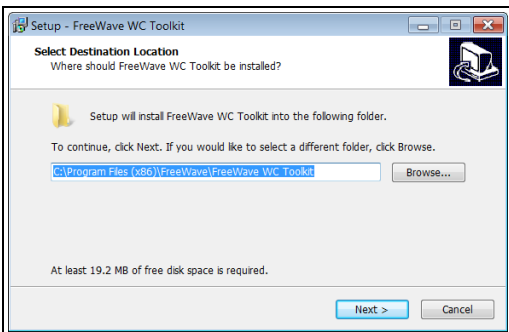 Setup - FreeWave WC Toolkit
Select Destination Location
Where should FreeWave WC Toolkit be installed?
Setup will install FreeWave WC Toolkit into the following folder.
To continue, click Next. If you would like to select a different folder, click Browse.
C:\Program Files (x86)\FreeWave\FreeWave WC Toolkit
Browse...
At least 19.2 MB of free disk space is required.
Next >
Cancel